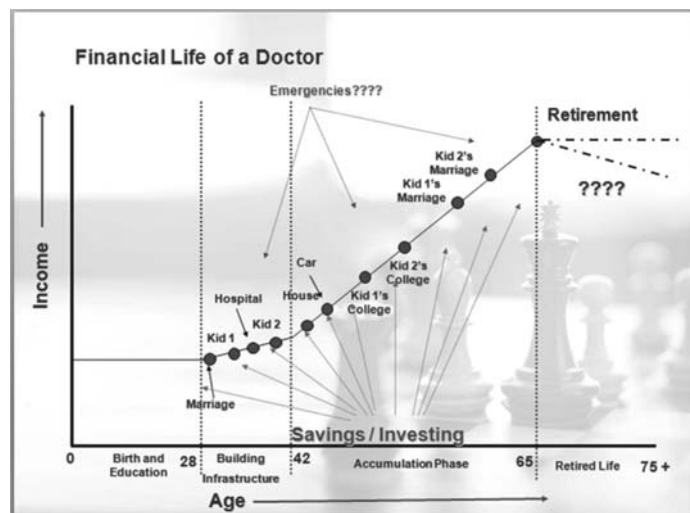 Financial Life of a Doctor
Emergencies????
Retirement
????
Kid 2's
Marriage
Kid 1's
Marriage
Kid 2's
College
Kid 1's
College
Car
House
Hospital
Kid 1
Kid 2
Marriage
Income
Savings / Investing
0
Birth and
Education
28
Building
Infrastructure
42
Accumulation Phase
65
Retired Life
75 +
Age